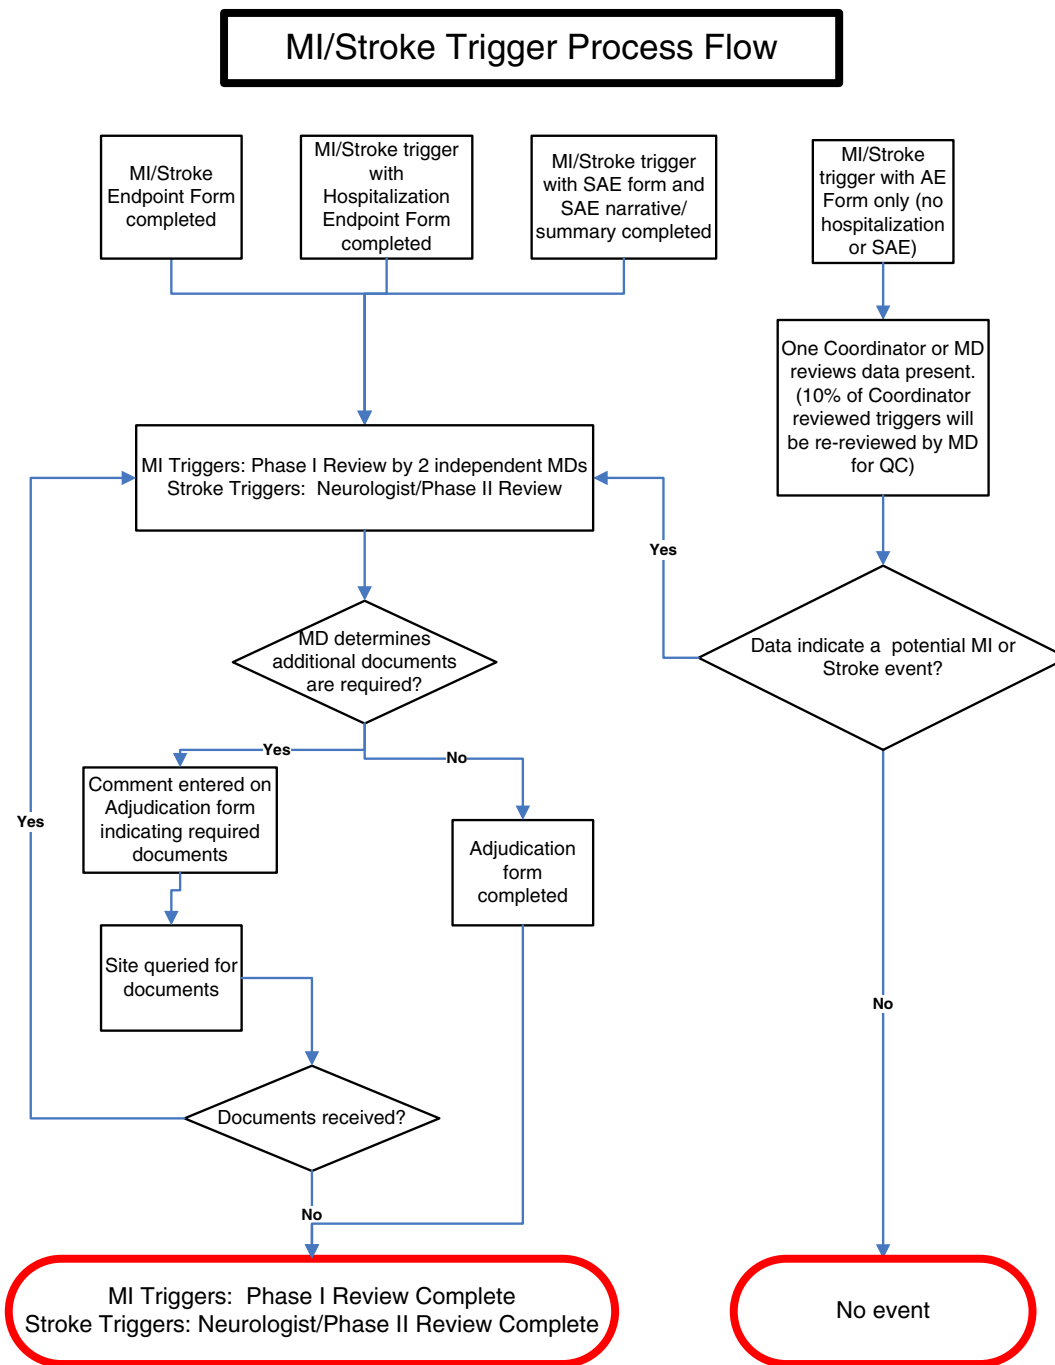 MI/Stroke Trigger Process Flow
MI/Stroke
Endpoint Form
completed
MI/Stroke trigger
with
Hospitalization
Endpoint Form
completed
MI/Stroke trigger
with SAE form and
SAE narrative/
summary completed
MI/Stroke
trigger with AE
Form only (no
hospitalization
or SAE)
One Coordinator or MD
reviews data present.
(10% of Coordinator
reviewed triggers will
be re-reviewed by MD
for QC)
MI Triggers: Phase I Review by 2 independent MDs
Stroke Triggers:  Neurologist/Phase II Review
Yes
MD determines
additional documents
are required?
Data indicate a  potential MI or
Stroke event?
Yes
No
Comment entered on
Adjudication form
indicating required
documents
Yes
Adjudication
form
completed
Site queried for
documents
No
Documents received?
No
MI Triggers:  Phase I Review Complete
Stroke Triggers: Neurologist/Phase II Review Complete
No event